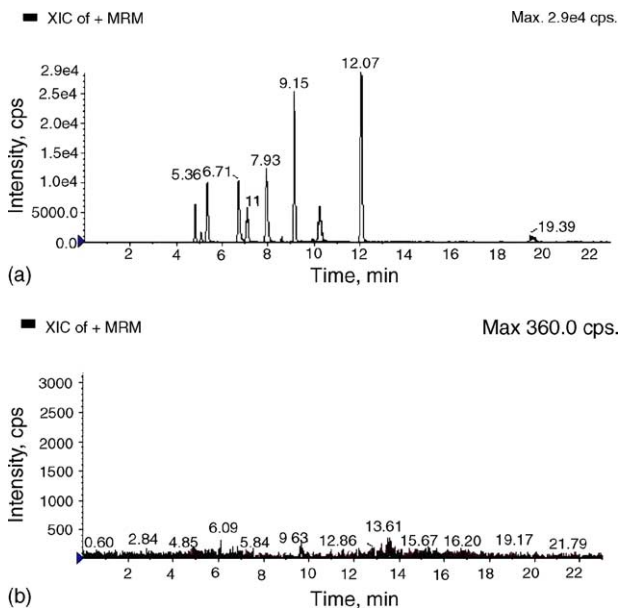 XIC of + MRM
Max. 2.9e4 cps.
2.9e4
2.5e4
2.0e4
1.5e4
1.0e4
5000.0
0.0
Intensity, cps
5.36
6.71
11
7.93
9.15
12.07
19.39
2 4 6 8 10 12 14 16 18 20 22
Time, min
(a)
XIC of + MRM
Max 360.0 cps.
3000
2500
2000
1500
1000
500
Intensity, cps
0.60 2.84 4.85 6.09 5.84 9 63 12.86 13.61 15.67 16.20 19.17 21.79
2 4 6 8 10 12 14 16 18 20 22
Time, min
(b)